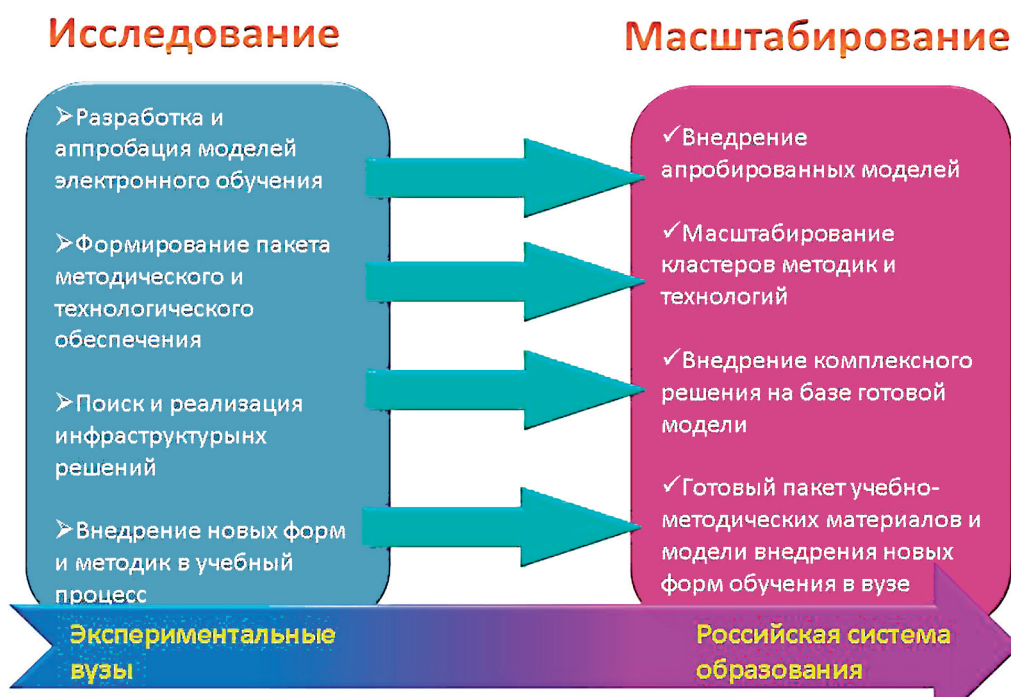 Исследование
➢Разработка и
аппробация моделей
электронного обучения
➢Формирование пакета
методического и
технологического
обеспечения
➢Поиск и реализация
инфраструктурынх
решений
➢Внедрение новых форм
и методик в учебный
процесс
Масштабирование
✓Внедрение
апробированных моделей
✓Масштабирование
кластеров методик и
технологий
✓Внедрение комплексного
решения на базе готовой
модели
✓Готовый пакет учебно-
методических материалов и
модели внедрения новых
форм обучения в вузе
Экспериментальные
вузы
Российская система
образования